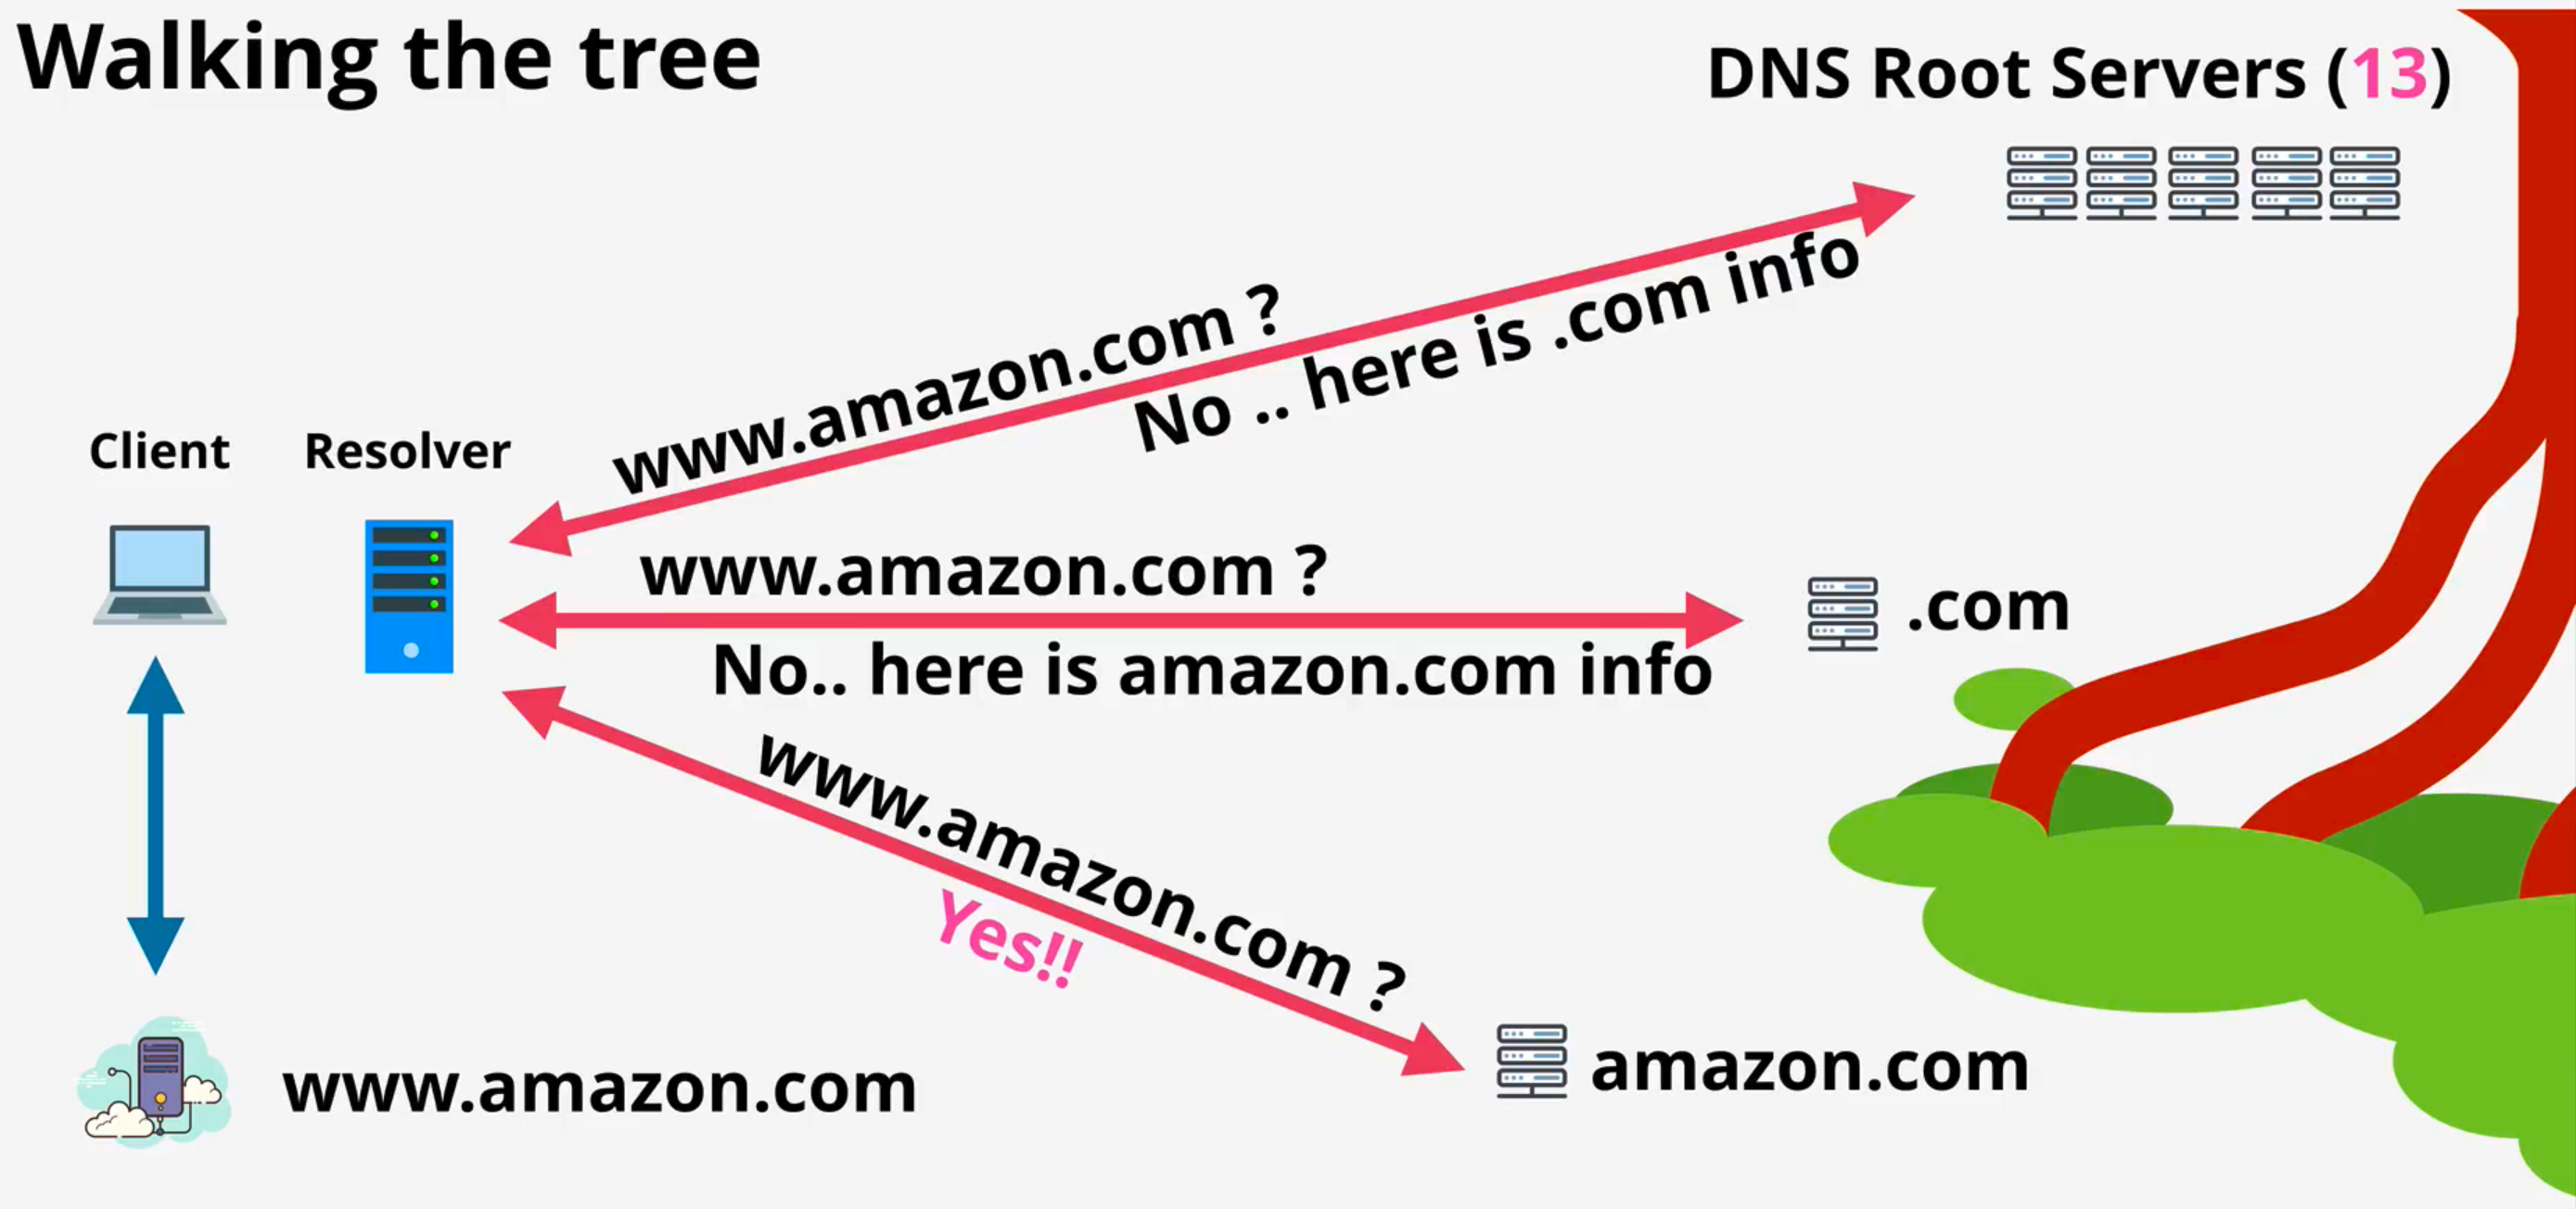 Walking the tree
DNS Root Servers (13)
www.amazon.com ?
No .. here is .com info
Client
Resolver
www.amazon.com ?
No.. here is amazon.com info
.com
www.amazon.com ?
Yes!!
amazon.com
www.amazon.com